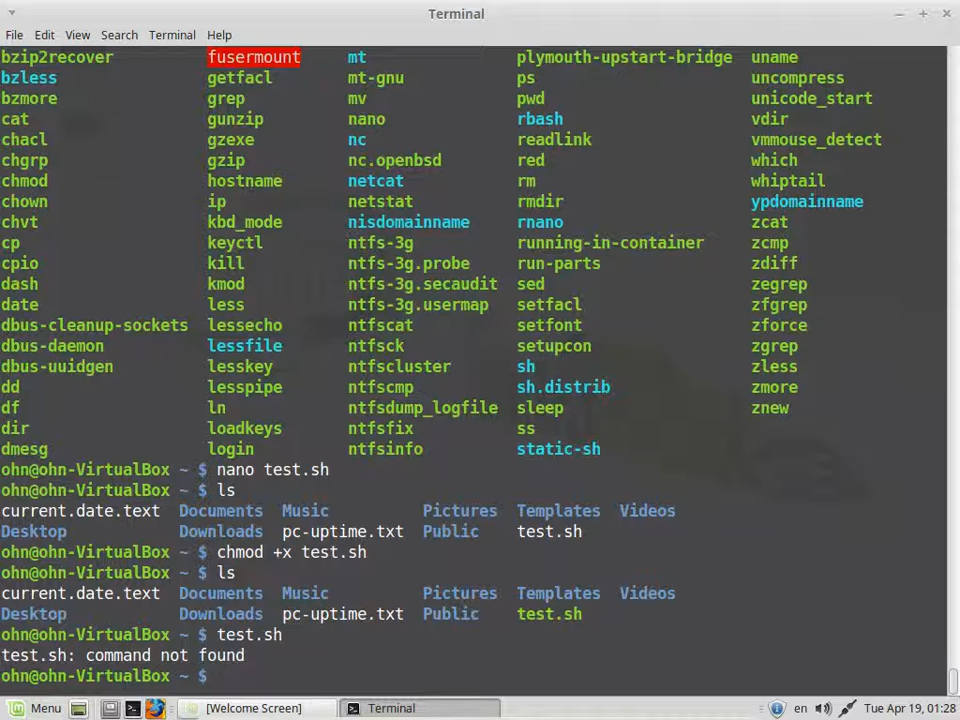 Terminal
File Edit View Search Terminal Help
bzip2recover fusermount mt plymouth-upstart-bridge uname
bzless getfacl mt-gnu ps uncompress
bzmore grep mv pwd unicode_start
cat gunzip nano rbash vdir
chacl gzexe nc readlink vmmouse_detect
chgrp gzip nc.openbsd red which
chmod hostname netcat rm whiptail
chown ip netstat rmdir ypdomainname
chvt kbd_mode nisdomainname rnano zcat
cp keyctl ntfs-3g running-in-container zcmp
cpio kill ntfs-3g.probe run-parts zdiff
dash kmod ntfs-3g.secaudit sed zegrep
date less ntfs-3g.usermap setfacl zfgrep
dbus-cleanup-sockets lessecho ntfscat setfont zforce
dbus-daemon lessfile ntfsck setupcon zgrep
dbus-uuidgen lesskey ntfscluster sh zless
dd lesspipe ntfscmp sh.distrib zmore
df ln ntfsdump_logfile sleep znew
dir loadkeys ntfsfix ss
dmesg login ntfsinfo static-sh
ohn@ohn-VirtualBox ~ $ nano test.sh
ohn@ohn-VirtualBox ~ $ ls
current.date.text Documents Music Pictures Templates Videos
Desktop Downloads pc-uptime.txt Public test.sh
ohn@ohn-VirtualBox ~ $ chmod +x test.sh
ohn@ohn-VirtualBox ~ $ ls
current.date.text Documents Music Pictures Templates Videos
Desktop Downloads pc-uptime.txt Public test.sh
ohn@ohn-VirtualBox ~ $ test.sh
test.sh: command not found
ohn@ohn-VirtualBox ~ $
Menu [Welcome Screen] Terminal en Tue Apr 19, 01:28